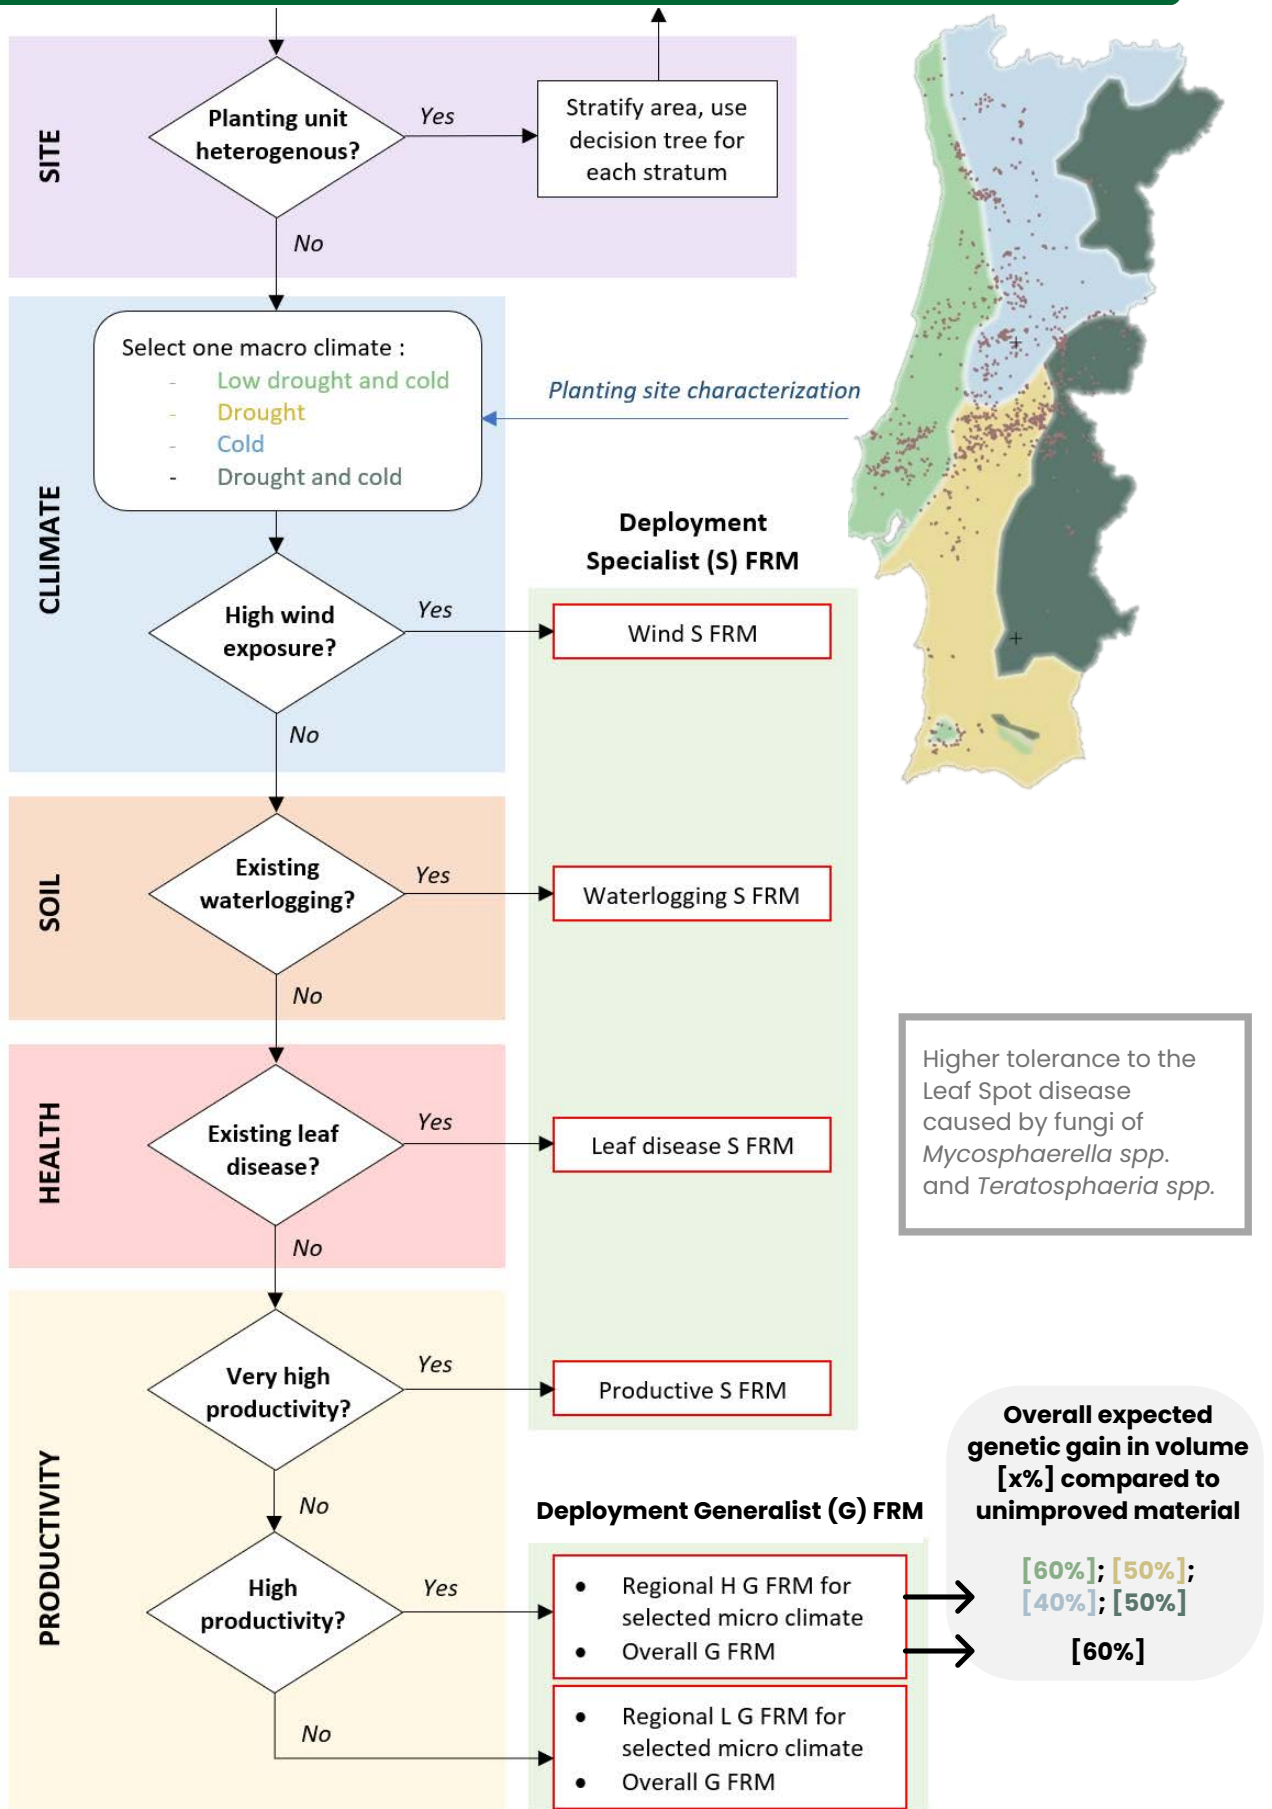 SITE
Planting unit
heterogenous?
Yes
Stratify area, use
decision tree for
each stratum
No
CLLIMATE
Select one macro climate :
- Low drought and cold
- Drought
- Cold
- Drought and cold
Planting site characterization
Deployment
Specialist (S) FRM
High wind
exposure?
Yes
Wind S FRM
No
SOIL
Existing
waterlogging?
Yes
Waterlogging S FRM
No
HEALTH
Existing leaf
disease?
Yes
Leaf disease S FRM
No
Higher tolerance to the
Leaf Spot disease
caused by fungi of
Mycosphaerella spp.
and Teratosphaeria spp.
PRODUCTIVITY
Very high
productivity?
Yes
Productive S FRM
No
Deployment Generalist (G) FRM
High
productivity?
Yes
• Regional H G FRM for
selected micro climate
• Overall G FRM
No
• Regional L G FRM for
selected micro climate
• Overall G FRM
Overall expected
genetic gain in volume
[x%] compared to
unimproved material
[60%]; [50%];
[40%]; [50%]
[60%]